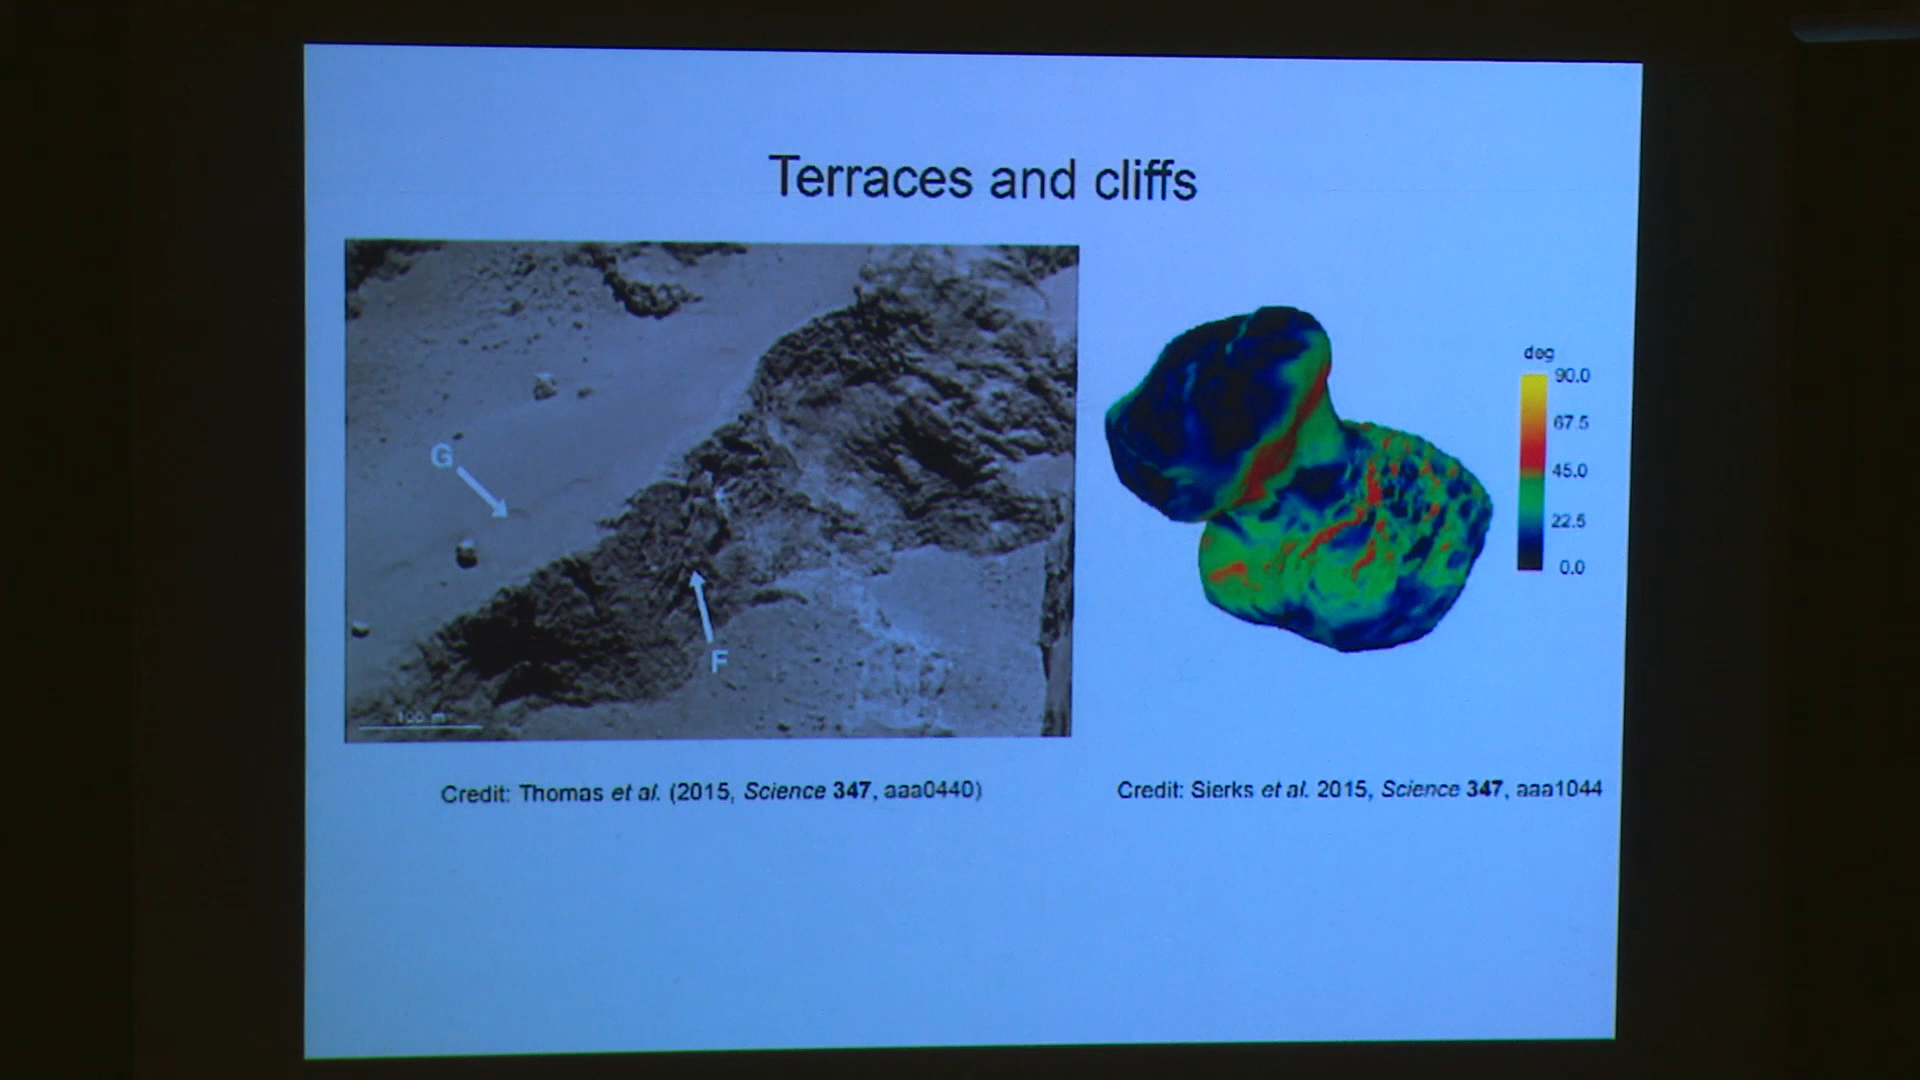 Terraces and cliffs
G
F
100 m
deg
90.0
67.5
45.0
22.5
0.0
Credit: Thomas et al. (2015, Science 347, aaa0440)
Credit: Sierks et al. 2015, Science 347, aaa1044